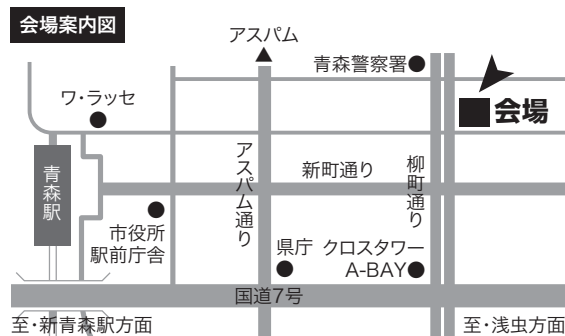 会場案内図
アスパム
青森警察署
ワ・ラッセ
会場
青森駅
アスパム通り
新町通り
柳町通り
市役所
駅前庁舎
県庁
クロスタワー
A-BAY
国道7号
至・新青森駅方面
至・浅虫方面